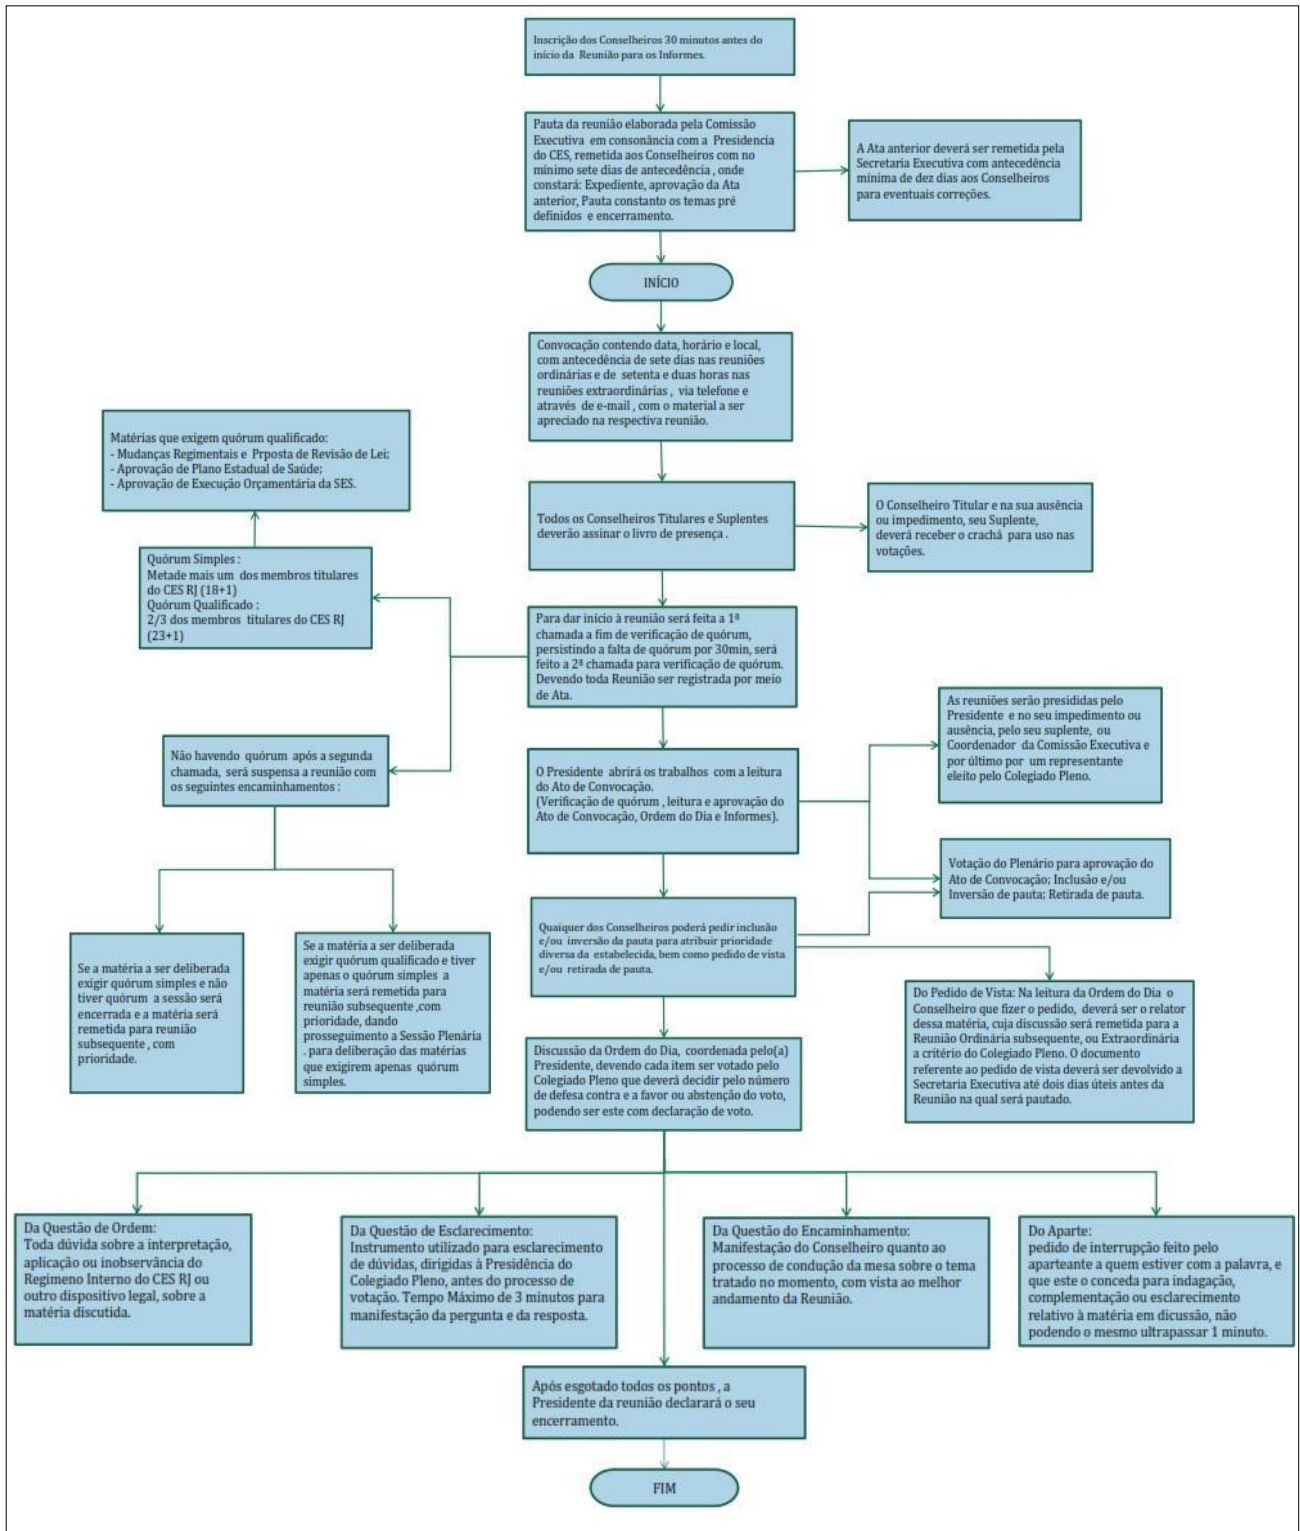 Inscrição dos Conselheiros 30 minutos antes do
início da Reunião para os Informes.
Pauta da reunião elaborada pela Comissão
Executiva em consonância com a Presidencia
do CES, remetida aos Conselheiros com no
mínimo sete dias de antecedência , onde
constará: Expediente, aprovação da Ata
anterior, Pauta constanto os temas pré
definidos e encerramento.
A Ata anterior deverá ser remetida pela
Secretaria Executiva com antecedência
mínima de dez dias aos Conselheiros
para eventuais correções.
INÍCIO
Convocação contendo data, horário e local,
com antecedência de sete dias nas reuniões
ordinárias e de setenta e duas horas nas
reuniões extraordinárias , via telefone e
através de e-mail , com o material a ser
apreciado na respectiva reunião.
Matérias que exigem quórum qualificado:
- Mudanças Regimentais e Prposta de Revisão de Lei;
- Aprovação de Plano Estadual de Saúde;
- Aprovação de Execução Orçamentária da SES.
Todos os Conselheiros Titulares e Suplentes
deverão assinar o livro de presença .
O Conselheiro Titular e na sua ausência
ou impedimento, seu Suplente,
deverá receber o crachá para uso nas
votações.
Quórum Simples :
Metade mais um dos membros titulares
do CES RJ (18+1)
Quórum Qualificado :
2/3 dos membros titulares do CES RJ
(23+1)
Para dar início à reunião será feita a 1ª
chamada a fim de verificação de quórum,
persistindo a falta de quórum por 30min, será
feito a 2ª chamada para verificação de quórum.
Devendo toda Reunião ser registrada por meio
de Ata.
As reuniões serão presididas pelo
Presidente e no seu impedimento ou
ausência, pelo seu suplente, ou
Coordenador da Comissão Executiva e
por último por um representante
eleito pelo Colegiado Pleno.
Não havendo quórum após a segunda
chamada, será suspensa a reunião com
os seguintes encaminhamentos :
O Presidente abrirá os trabalhos com a leitura
do Ato de Convocação.
(Verificação de quórum , leitura e aprovação do
Ato de Convocação, Ordem do Dia e Informes).
Votação do Plenário para aprovação do
Ato de Convocação; Inclusão e/ou
Inversão de pauta; Retirada de pauta.
Quaiquer dos Conselheiros poderá pedir inclusão
e/ou inversão da pauta para atribuir prioridade
diversa da estabelecida, bem como pedido de vista
e/ou retirada de pauta.
Se a matéria a ser deliberada
exigir quórum simples e não
tiver quórum a sessão será
encerrada e a matéria será
remetida para reunião
subsequente , com
prioridade.
Se a matéria a ser deliberada
exigir quórum qualificado e tiver
apenas o quórum simples a
matéria será remetida para
reunião subsequente ,com
prioridade, dando
prosseguimento a Sessão Plenária
. para deliberação das matérias
que exigirem apenas quórum
simples.
Do Pedido de Vista: Na leitura da Ordem do Dia o
Conselheiro que fizer o pedido, deverá ser o relator
dessa matéria, cuja discussão será remetida para a
Reunião Ordinária subsequente, ou Extraordinária
a critério do Colegiado Pleno. O documento
referente ao pedido de vista deverá ser devolvido a
Secretaria Executiva até dois dias úteis antes da
Reunião na qual será pautado.
Discussão da Ordem do Dia, coordenada pelo(a)
Presidente, devendo cada item ser votado pelo
Colegiado Pleno que deverá decidir pelo número
de defesa contra e a favor ou abstenção do voto,
podendo ser este com declaração de voto.
Da Questão de Ordem:
Toda dúvida sobre a interpretação,
aplicação ou inobservância do
Regimeno Interno do CES RJ ou
outro dispositivo legal, sobre a
matéria discutida.
Da Questão de Esclarecimento:
Instrumento utilizado para esclarecimento
de dúvidas, dirigidas à Presidência do
Colegiado Pleno, antes do processo de
votação. Tempo Máximo de 3 minutos para
manifestação da pergunta e da resposta.
Da Questão do Encaminhamento:
Manifestação do Conselheiro quanto ao
processo de condução da mesa sobre o tema
tratado no momento, com vista ao melhor
andamento da Reunião.
Do Aparte:
pedido de interrupção feito pelo
aparteante a quem estiver com a palavra, e
que este o conceda para indagação,
complementação ou esclarecimento
relativo à matéria em dicussão, não
podendo o mesmo ultrapassar 1 minuto.
Após esgotado todos os pontos , a
Presidente da reunião declarará o seu
encerramento.
FIM